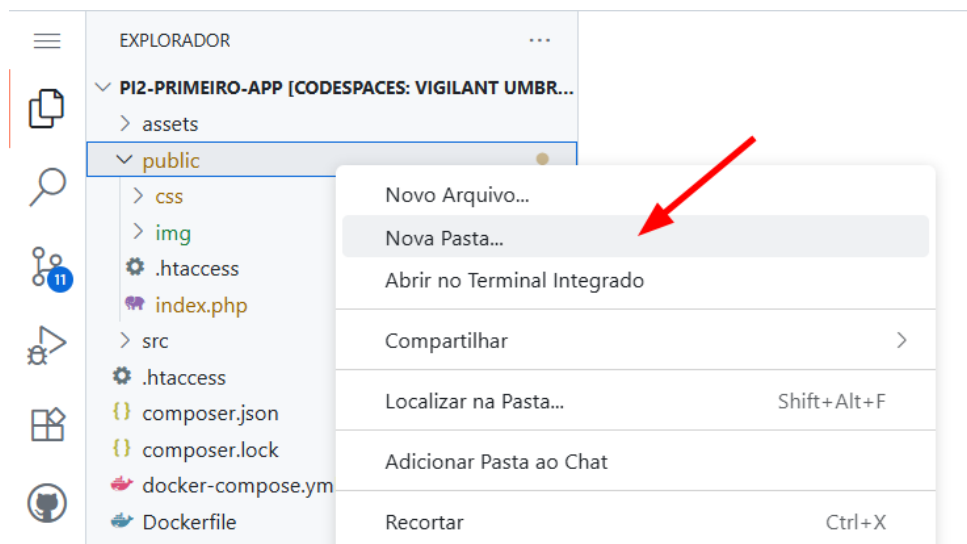 EXPLORADOR
PI2-PRIMEIRO-APP [CODESPACES: VIGILANT UMBR...
assets
public
css
img
.htaccess
index.php
src
.htaccess
composer.json
composer.lock
docker-compose.ym
Dockerfile
11
Novo Arquivo...
Nova Pasta...
Abrir no Terminal Integrado
Compartilhar
Localizar na Pasta... Shift+Alt+F
Adicionar Pasta ao Chat
Recortar Ctrl+X